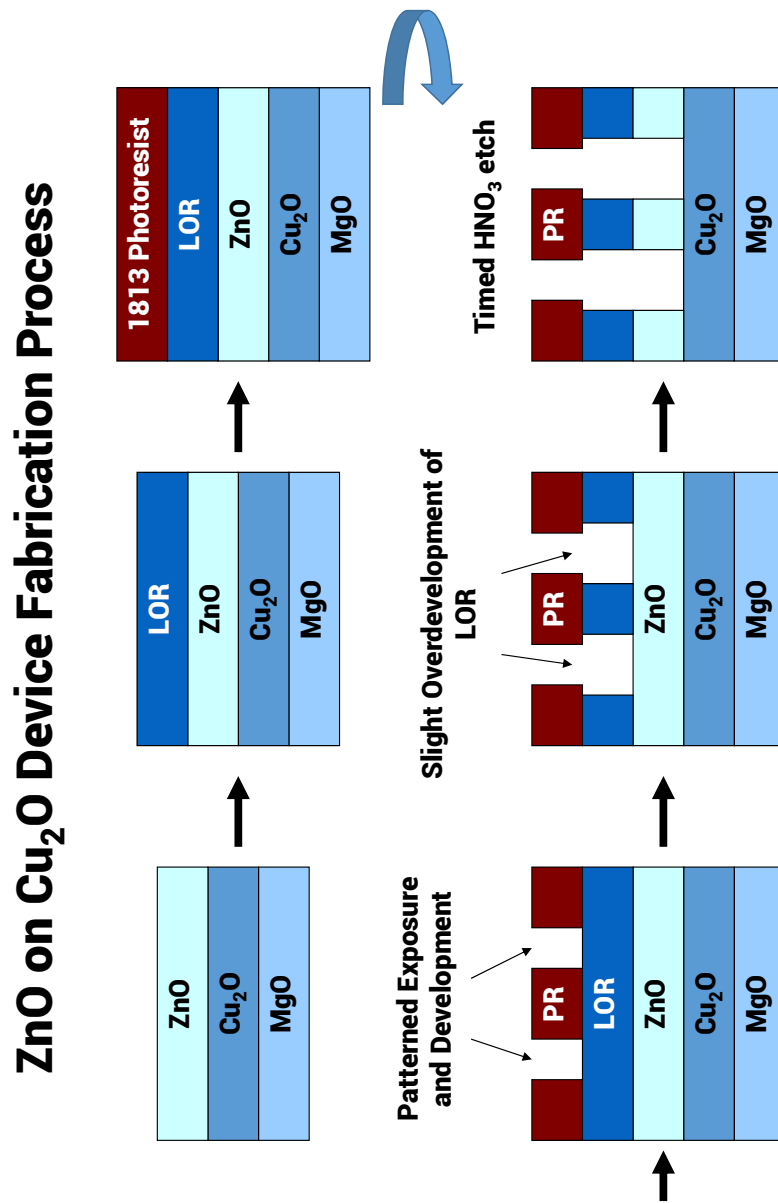 ZnO on Cu₂O Device Fabrication Process
ZnO
Cu₂O
MgO
LOR
ZnO
Cu₂O
MgO
1813 Photoresist
LOR
ZnO
Cu₂O
MgO
Patterned Exposure
and Development
PR
LOR
ZnO
Cu₂O
MgO
Slight Overdevelopment of
LOR
PR
ZnO
Cu₂O
MgO
Timed HNO₃ etch
PR
Cu₂O
MgO